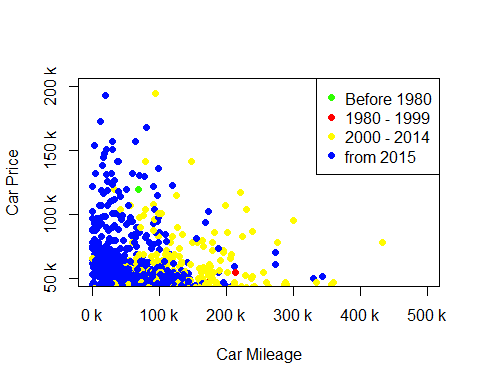 200 k
150 k
100 k
50 k
Car Price
Before 1980
1980 - 1999
2000 - 2014
from 2015
0 k 100 k 200 k 300 k 400 k 500 k
Car Mileage